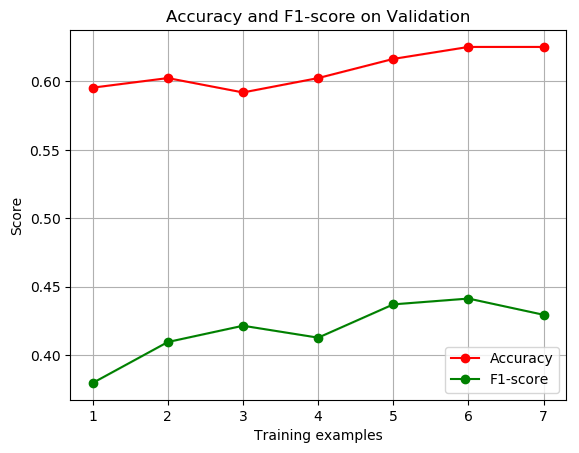 Accuracy and F1-score on Validation
Score
0.60
0.55
0.50
0.45
0.40
Accuracy
F1-score
1 2 3 4 5 6 7
Training examples